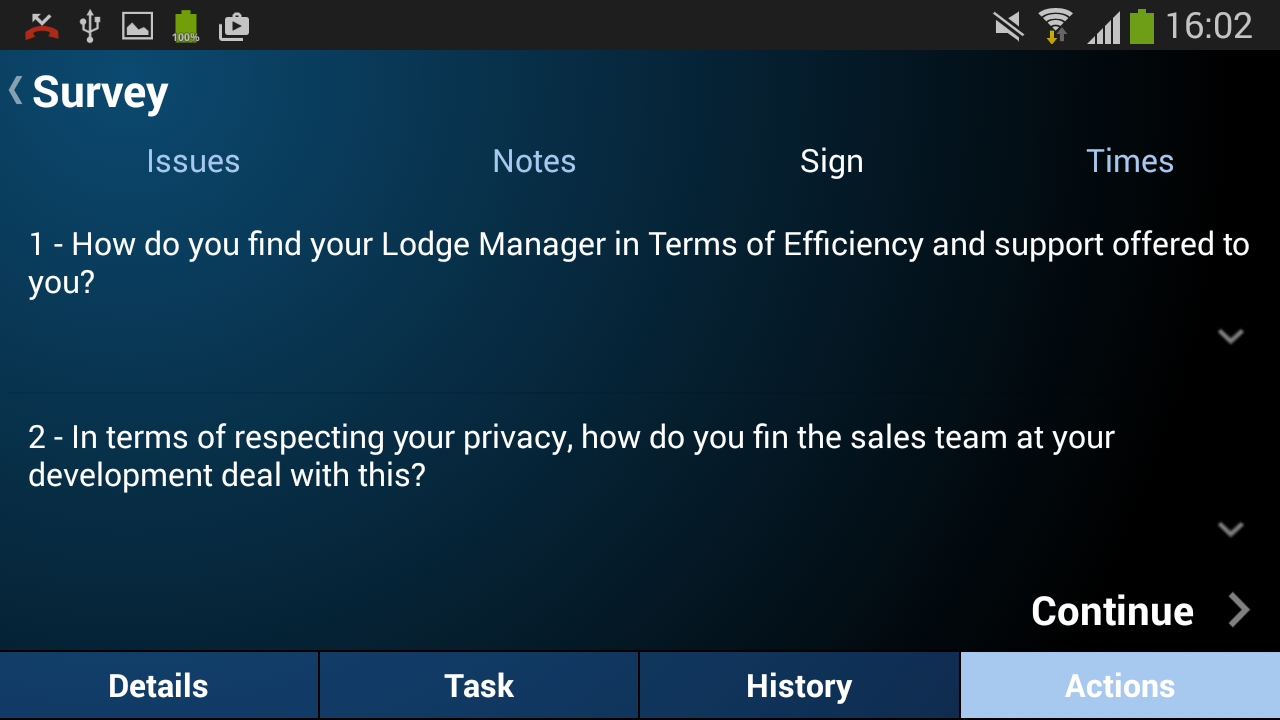 100%
16:02
Survey
Issues Notes Sign Times
1 - How do you find your Lodge Manager in Terms of Efficiency and support offered to
you?
2 - In terms of respecting your privacy, how do you fin the sales team at your
development deal with this?
Continue
Details Task History Actions